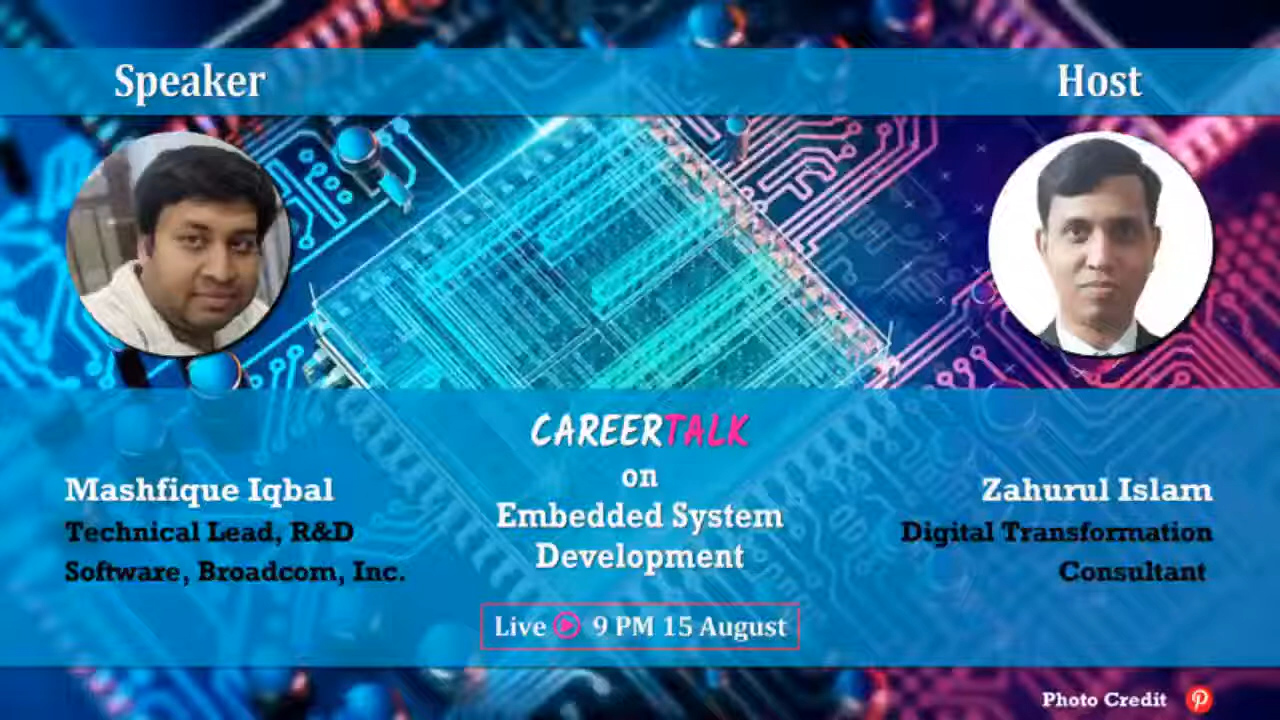 Speaker
Host
CAREERTALK
on
Embedded System
Development
Mashfique Iqbal
Technical Lead, R&D
Software, Broadcom, Inc.
Zahurul Islam
Digital Transformation
Consultant
Live 9 PM 15 August
Photo Credit